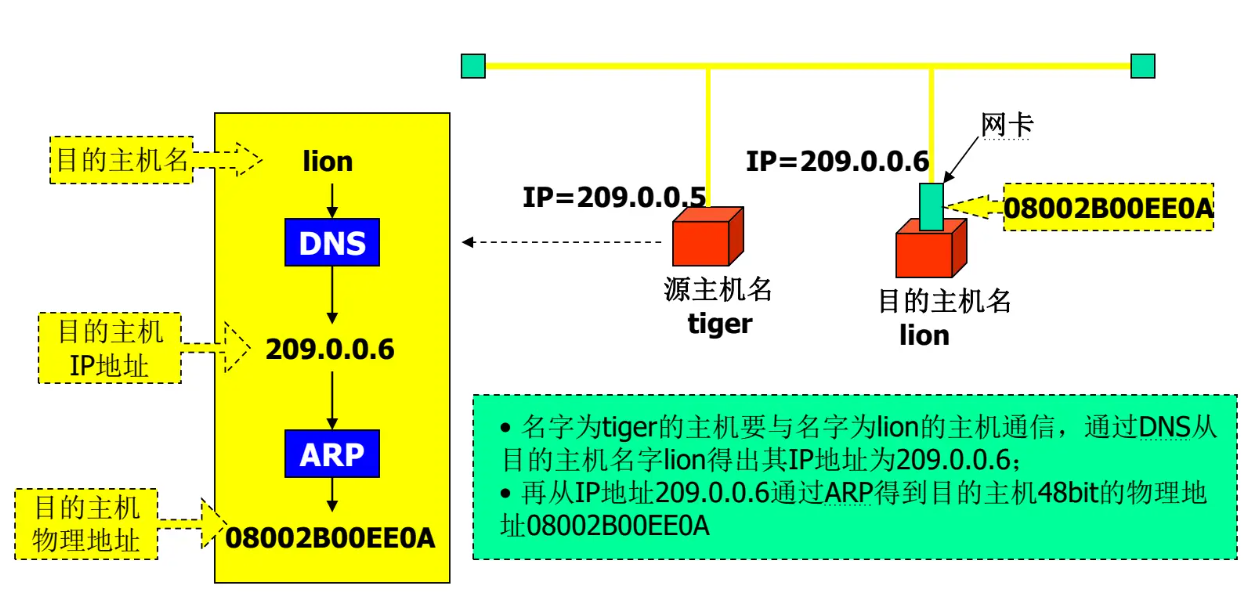 目的主机名
lion
DNS
目的主机
IP地址
209.0.0.6
ARP
目的主机
物理地址
08002B00EE0A
IP=209.0.0.5
源主机名
tiger
IP=209.0.0.6
网卡
08002B00EE0A
目的主机名
lion
• 名字为tiger的主机要与名字为lion的主机通信，通过DNS从
目的主机名字lion得出其IP地址为209.0.0.6；
• 再从IP地址209.0.0.6通过ARP得到目的主机48bit的物理地
址08002B00EE0A